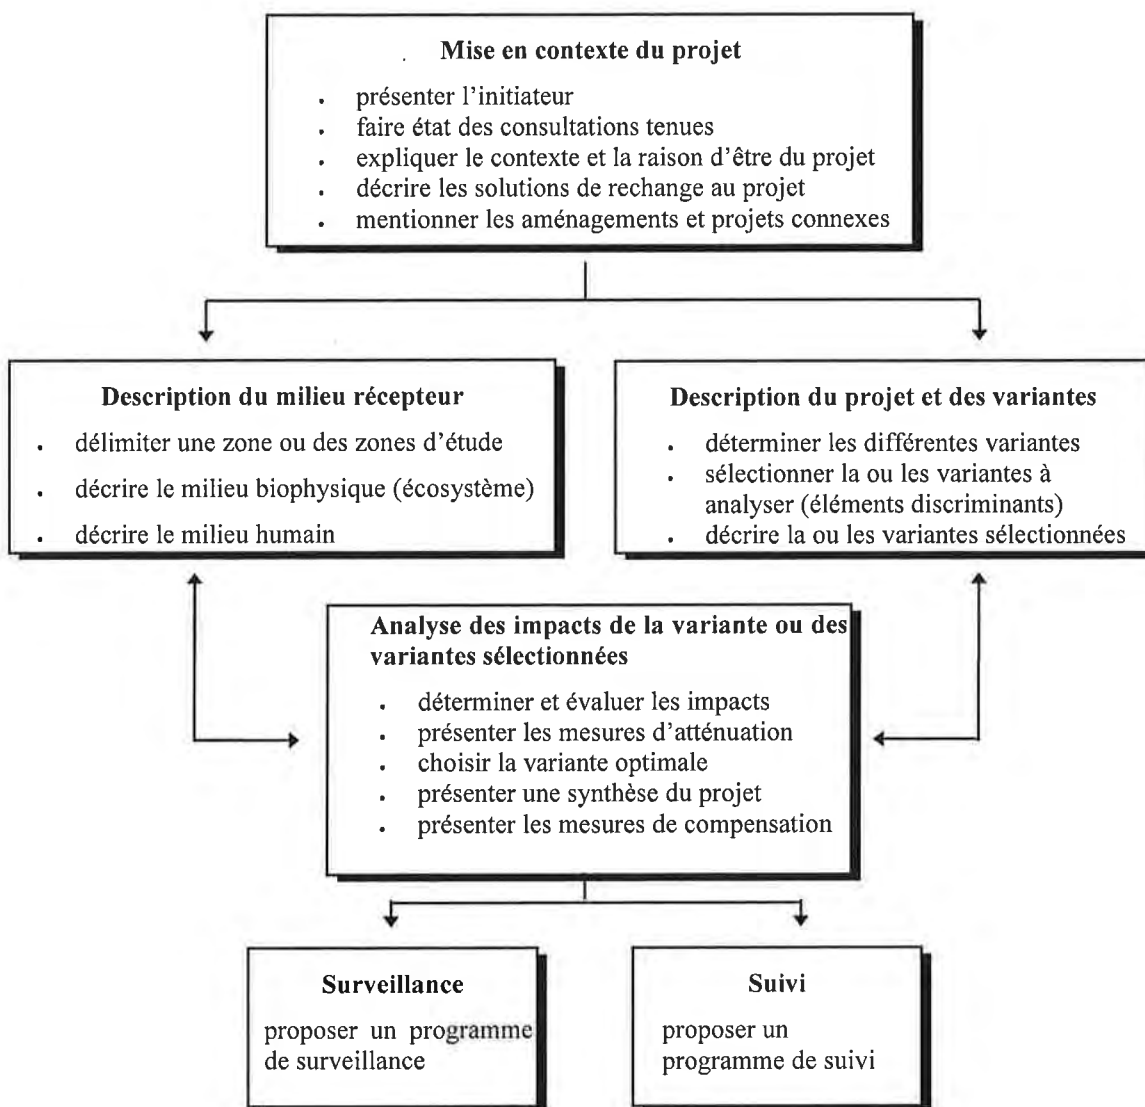 Mise en contexte du projet
• présenter l'initiateur
• faire état des consultations tenues
• expliquer le contexte et la raison d'être du projet
• décrire les solutions de rechange au projet
• mentionner les aménagements et projets connexes
Description du milieu récepteur
• délimiter une zone ou des zones d'étude
• décrire le milieu biophysique (écosystème)
• décrire le milieu humain
Description du projet et des variantes
• déterminer les différentes variantes
• sélectionner la ou les variantes à
analyser (éléments discriminants)
• décrire la ou les variantes sélectionnées
Analyse des impacts de la variante ou des
variantes sélectionnées
• déterminer et évaluer les impacts
• présenter les mesures d'atténuation
• choisir la variante optimale
• présenter une synthèse du projet
• présenter les mesures de compensation
Surveillance
proposer un programme
de surveillance
Suivi
proposer un
programme de suivi